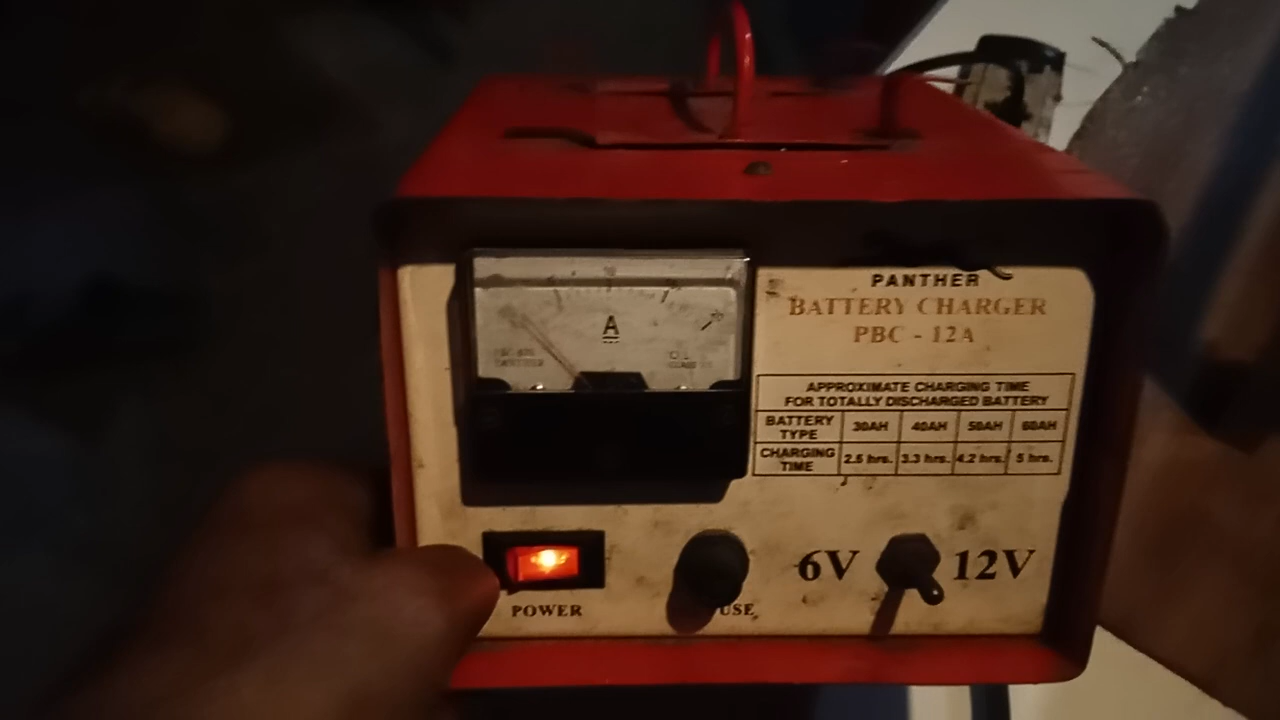 A
PANTHER
BATTERY CHARGER
PBC - 12A
APPROXIMATE CHARGING TIME
FOR TOTALLY DISCHARGED BATTERY
BATTERY TYPE 30AH 40AH 50AH 60AH
CHARGING TIME 2.5 hrs. 3.3 hrs. 4.2 hrs. 5 hrs.
POWER
USE
6V 12V